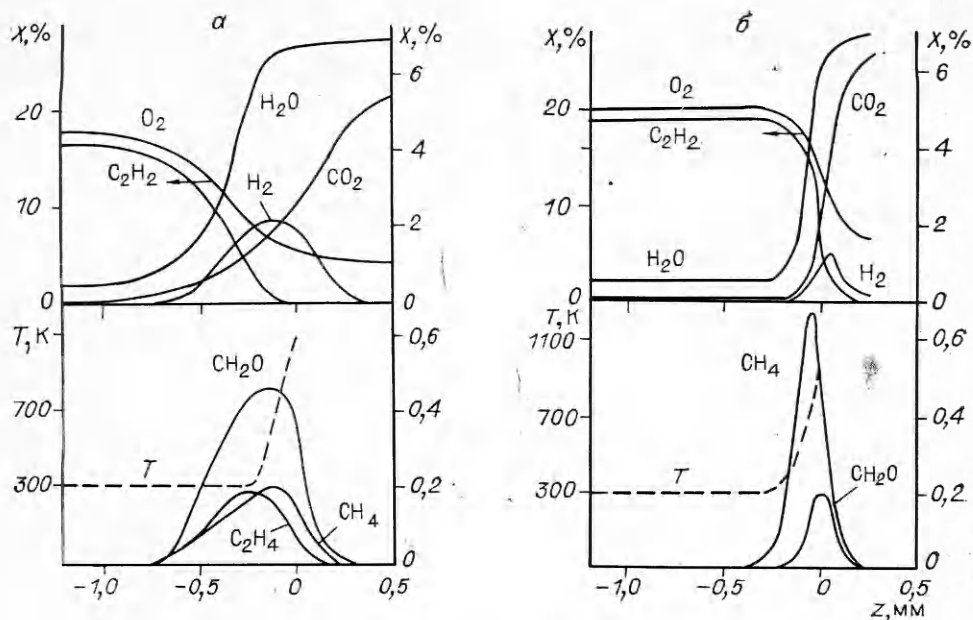 а
X,% X,%
6
H₂O
20
O₂
4
C₂H₂ H₂ CO₂
10
2
0 0
T, К 0,6
CH₂O
700 0,4
T
300 0,2
C₂H₄ CH₄
0
−1,0 −0,5 0 0,5
б
X,% X,%
6
O₂ CO₂
20
C₂H₂ 4
10
2
H₂O H₂
0 0
T, К
1100 0,6
CH₄
700 0,4
T CH₂O
300 0,2
0
−1,0 −0,5 0 0,5
z, мм